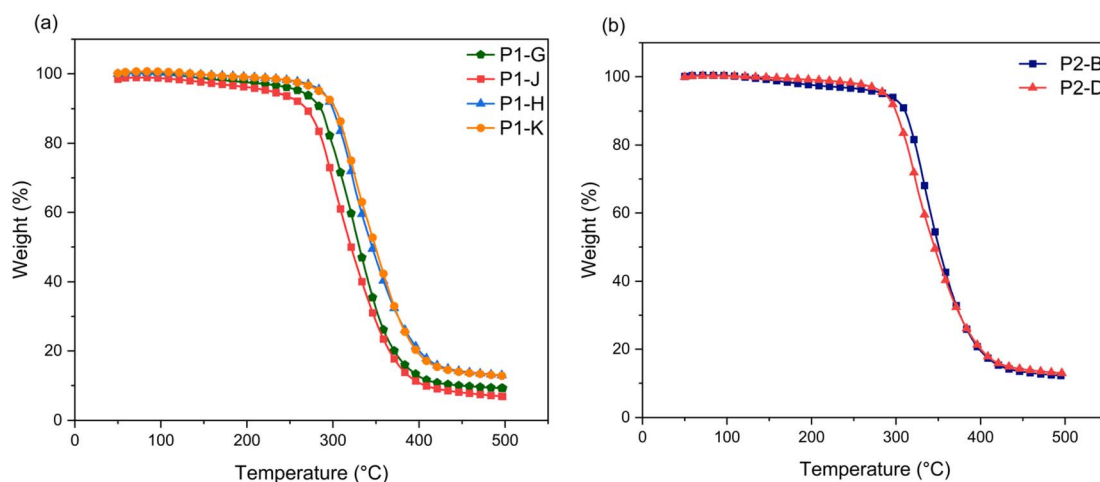 (a)
P1-G
P1-J
P1-H
P1-K
100
80
60
40
20
0
Weight (%)
0 100 200 300 400 500
Temperature (°C)
(b)
P2-B
P2-D
100
80
60
40
20
0
Weight (%)
0 100 200 300 400 500
Temperature (°C)